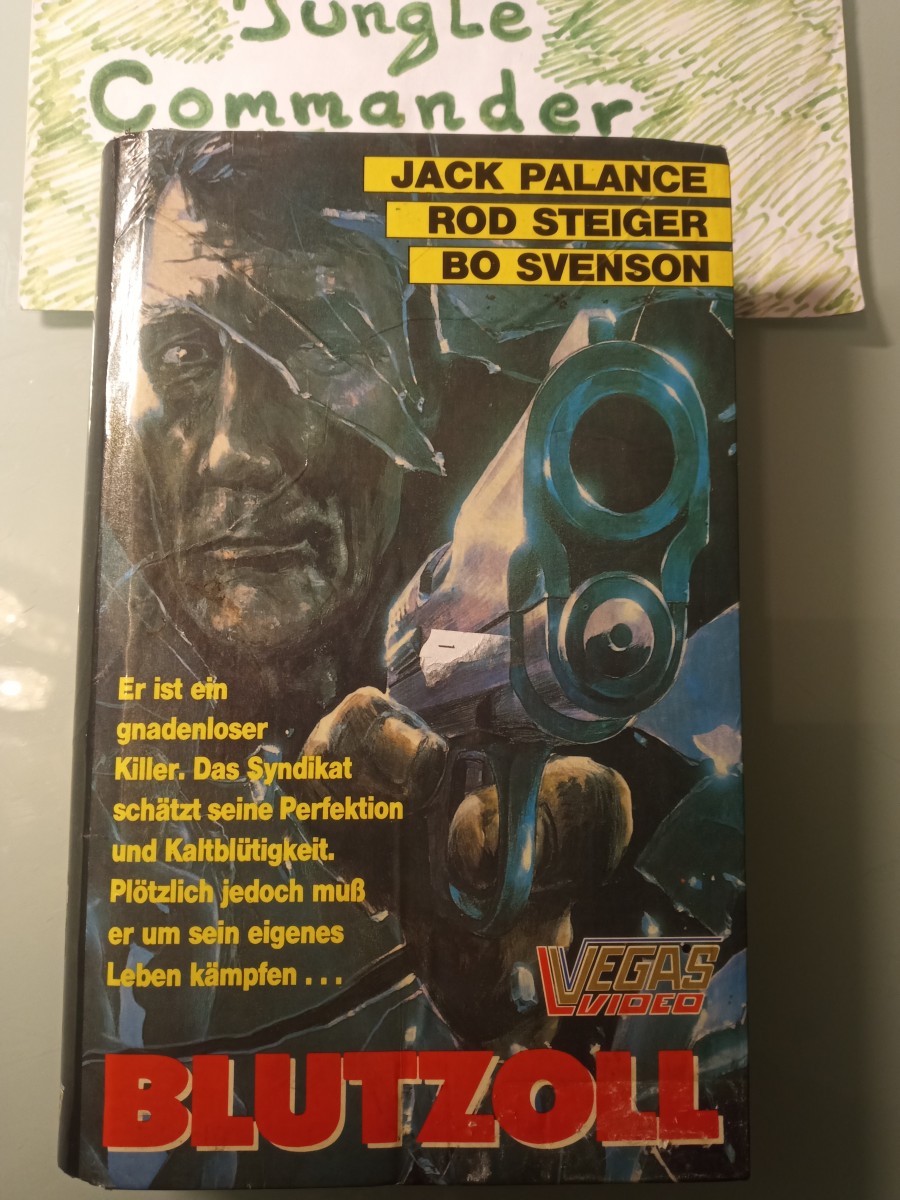 Jungle
Commander
JACK PALANCE
ROD STEIGER
BO SVENSON
1
Er ist ein
gnadenloser
Killer. Das Syndikat
schätzt seine Perfektion
und Kaltblütigkeit.
Plötzlich jedoch muß
er um sein eigenes
Leben kämpfen . . .
VEGAS
VIDEO
BLUTZOLL